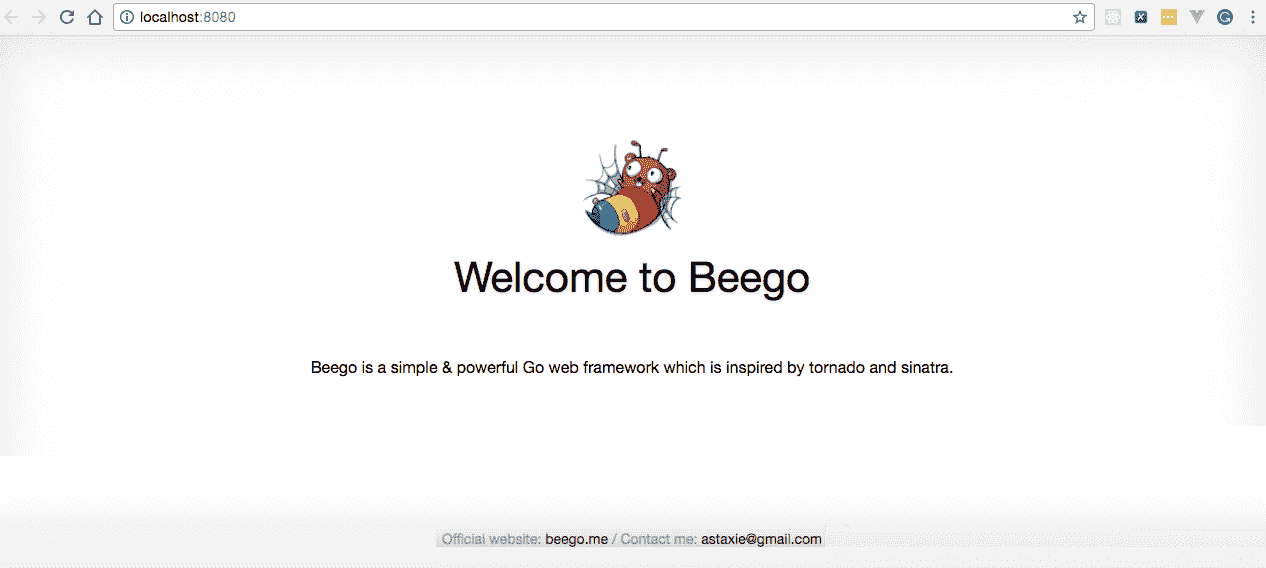 localhost:8080
Welcome to Beego
Beego is a simple & powerful Go web framework which is inspired by tornado and sinatra.
Official website: beego.me / Contact me: astaxie@gmail.com